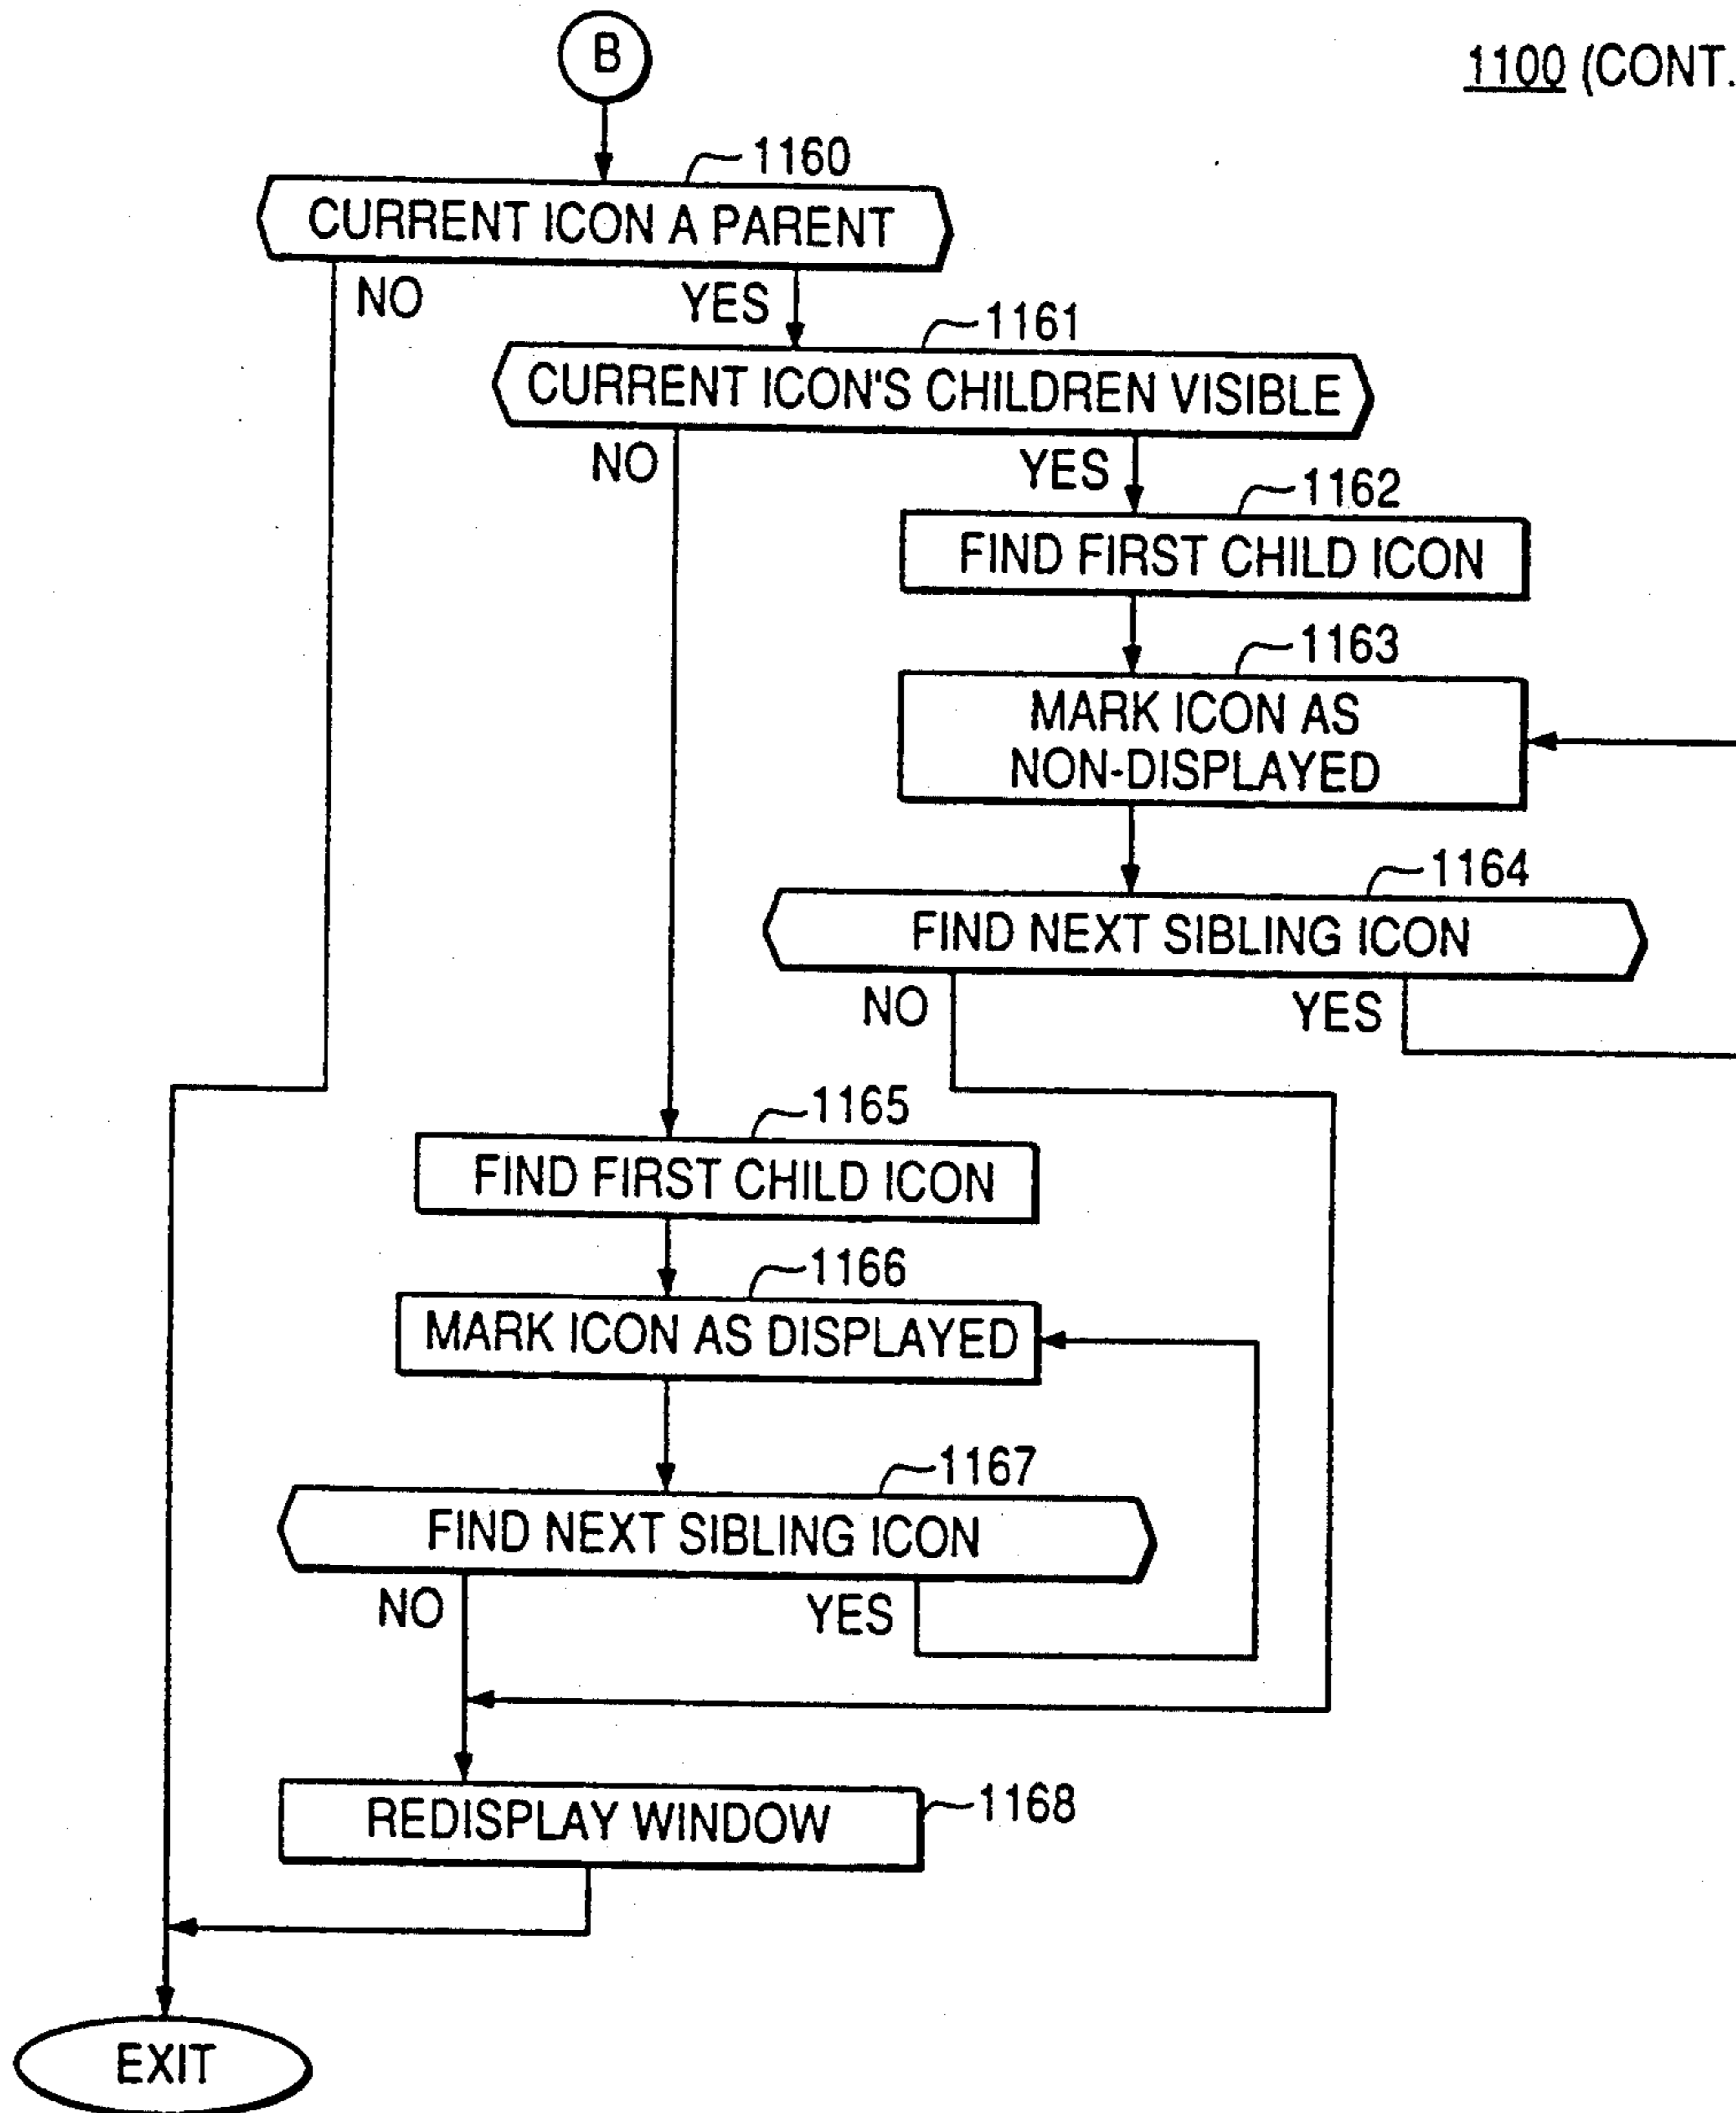 B
1100 (CONT.
1160
CURRENT ICON A PARENT
NO
YES
1161
CURRENT ICON'S CHILDREN VISIBLE
NO
YES
1162
FIND FIRST CHILD ICON
1163
MARK ICON AS
NON-DISPLAYED
1164
FIND NEXT SIBLING ICON
NO
YES
1165
FIND FIRST CHILD ICON
1166
MARK ICON AS DISPLAYED
1167
FIND NEXT SIBLING ICON
NO
YES
REDISPLAY WINDOW
1168
EXIT